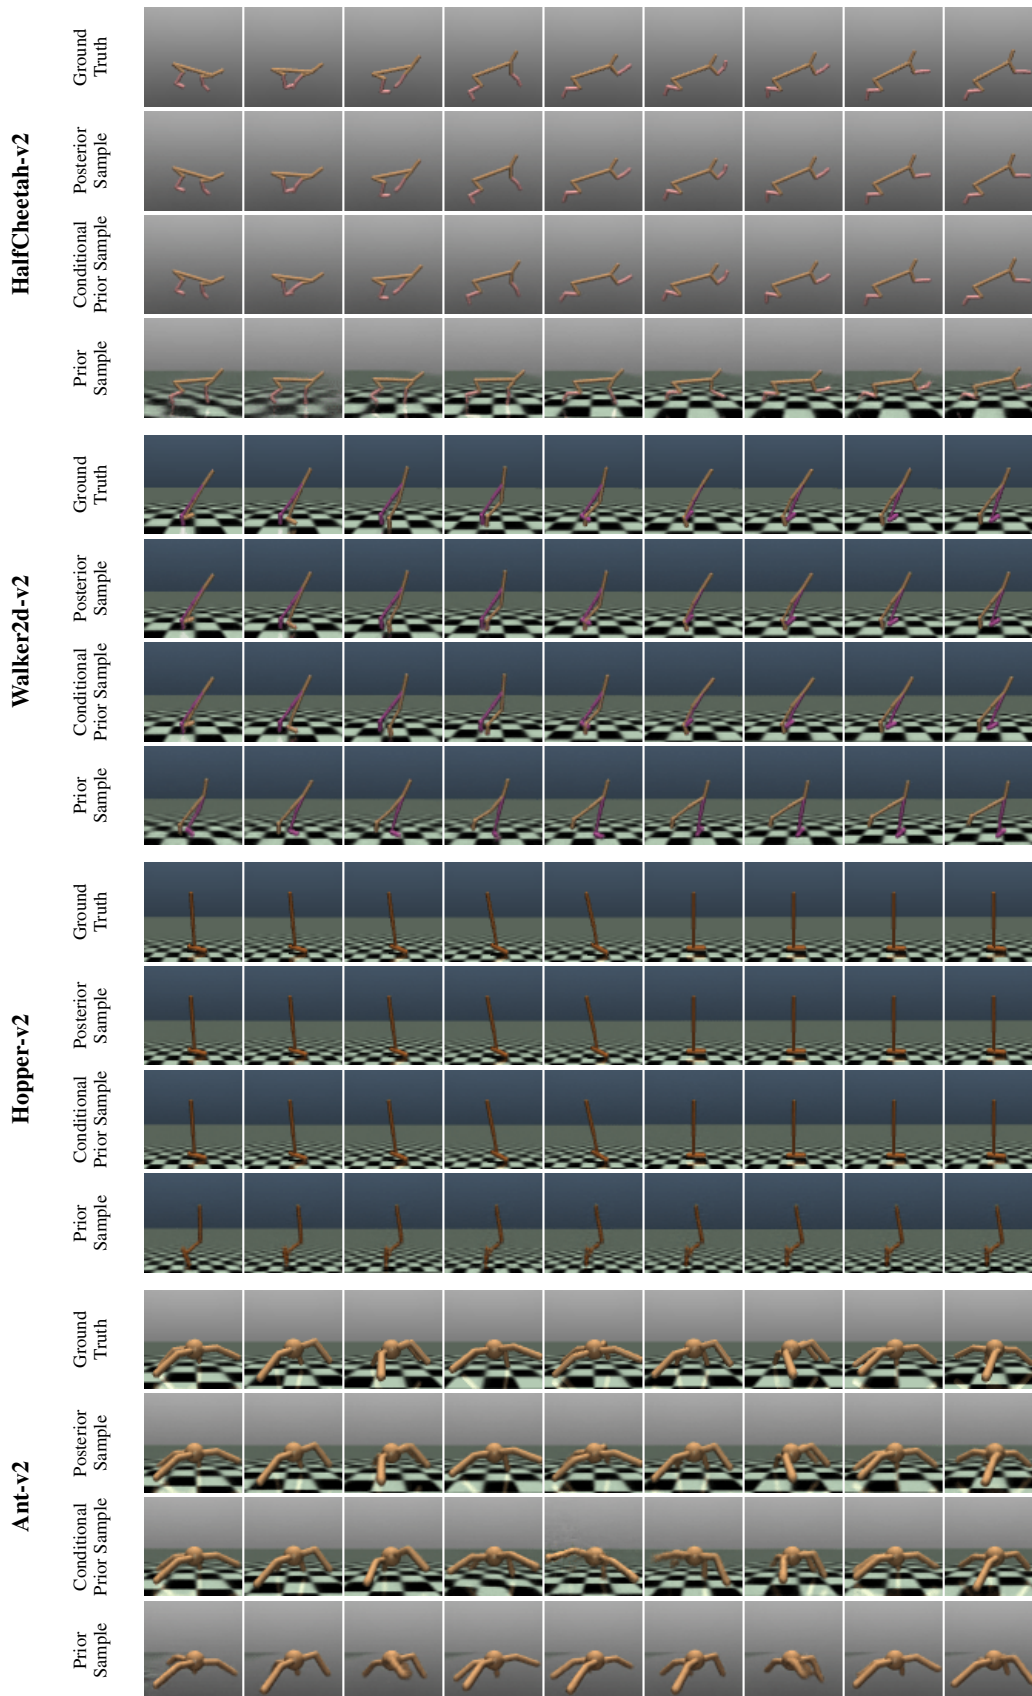 HalfCheetah-v2
Ground
Truth
Posterior
Sample
Conditional
Prior Sample
Prior
Sample
Walker2d-v2
Ground
Truth
Posterior
Sample
Conditional
Prior Sample
Prior
Sample
Hopper-v2
Ground
Truth
Posterior
Sample
Conditional
Prior Sample
Prior
Sample
Ant-v2
Ground
Truth
Posterior
Sample
Conditional
Prior Sample
Prior
Sample